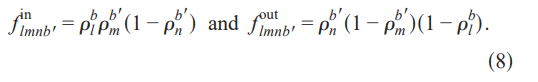 f^{in}_{lmnb'} = ρ^b_l ρ^{b'}_m (1 − ρ^{b'}_n) and f^{out}_{lmnb'} = ρ^{b'}_n (1 − ρ^{b'}_m)(1 − ρ^b_l).
(8)